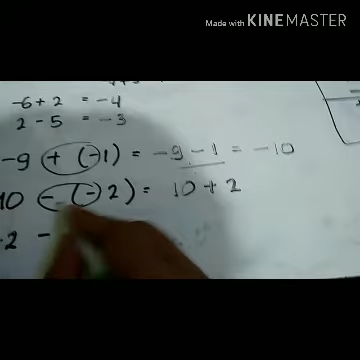 Made with KINEMASTER
-6 + 2 = -4
2 - 5 = -3
-9 + (-1) = -9 - 1 = -10
10 - (-2) = 10 + 2
-2 -